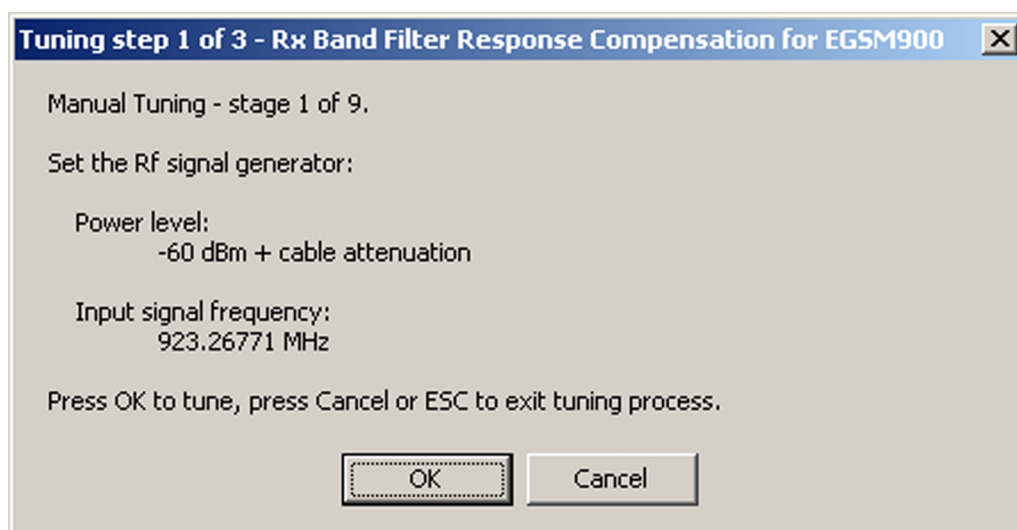 Tuning step 1 of 3 - Rx Band Filter Response Compensation for EGSM900
Manual Tuning - stage 1 of 9.
Set the Rf signal generator:
Power level:
-60 dBm + cable attenuation
Input signal frequency:
923.26771 MHz
Press OK to tune, press Cancel or ESC to exit tuning process.
OK
Cancel